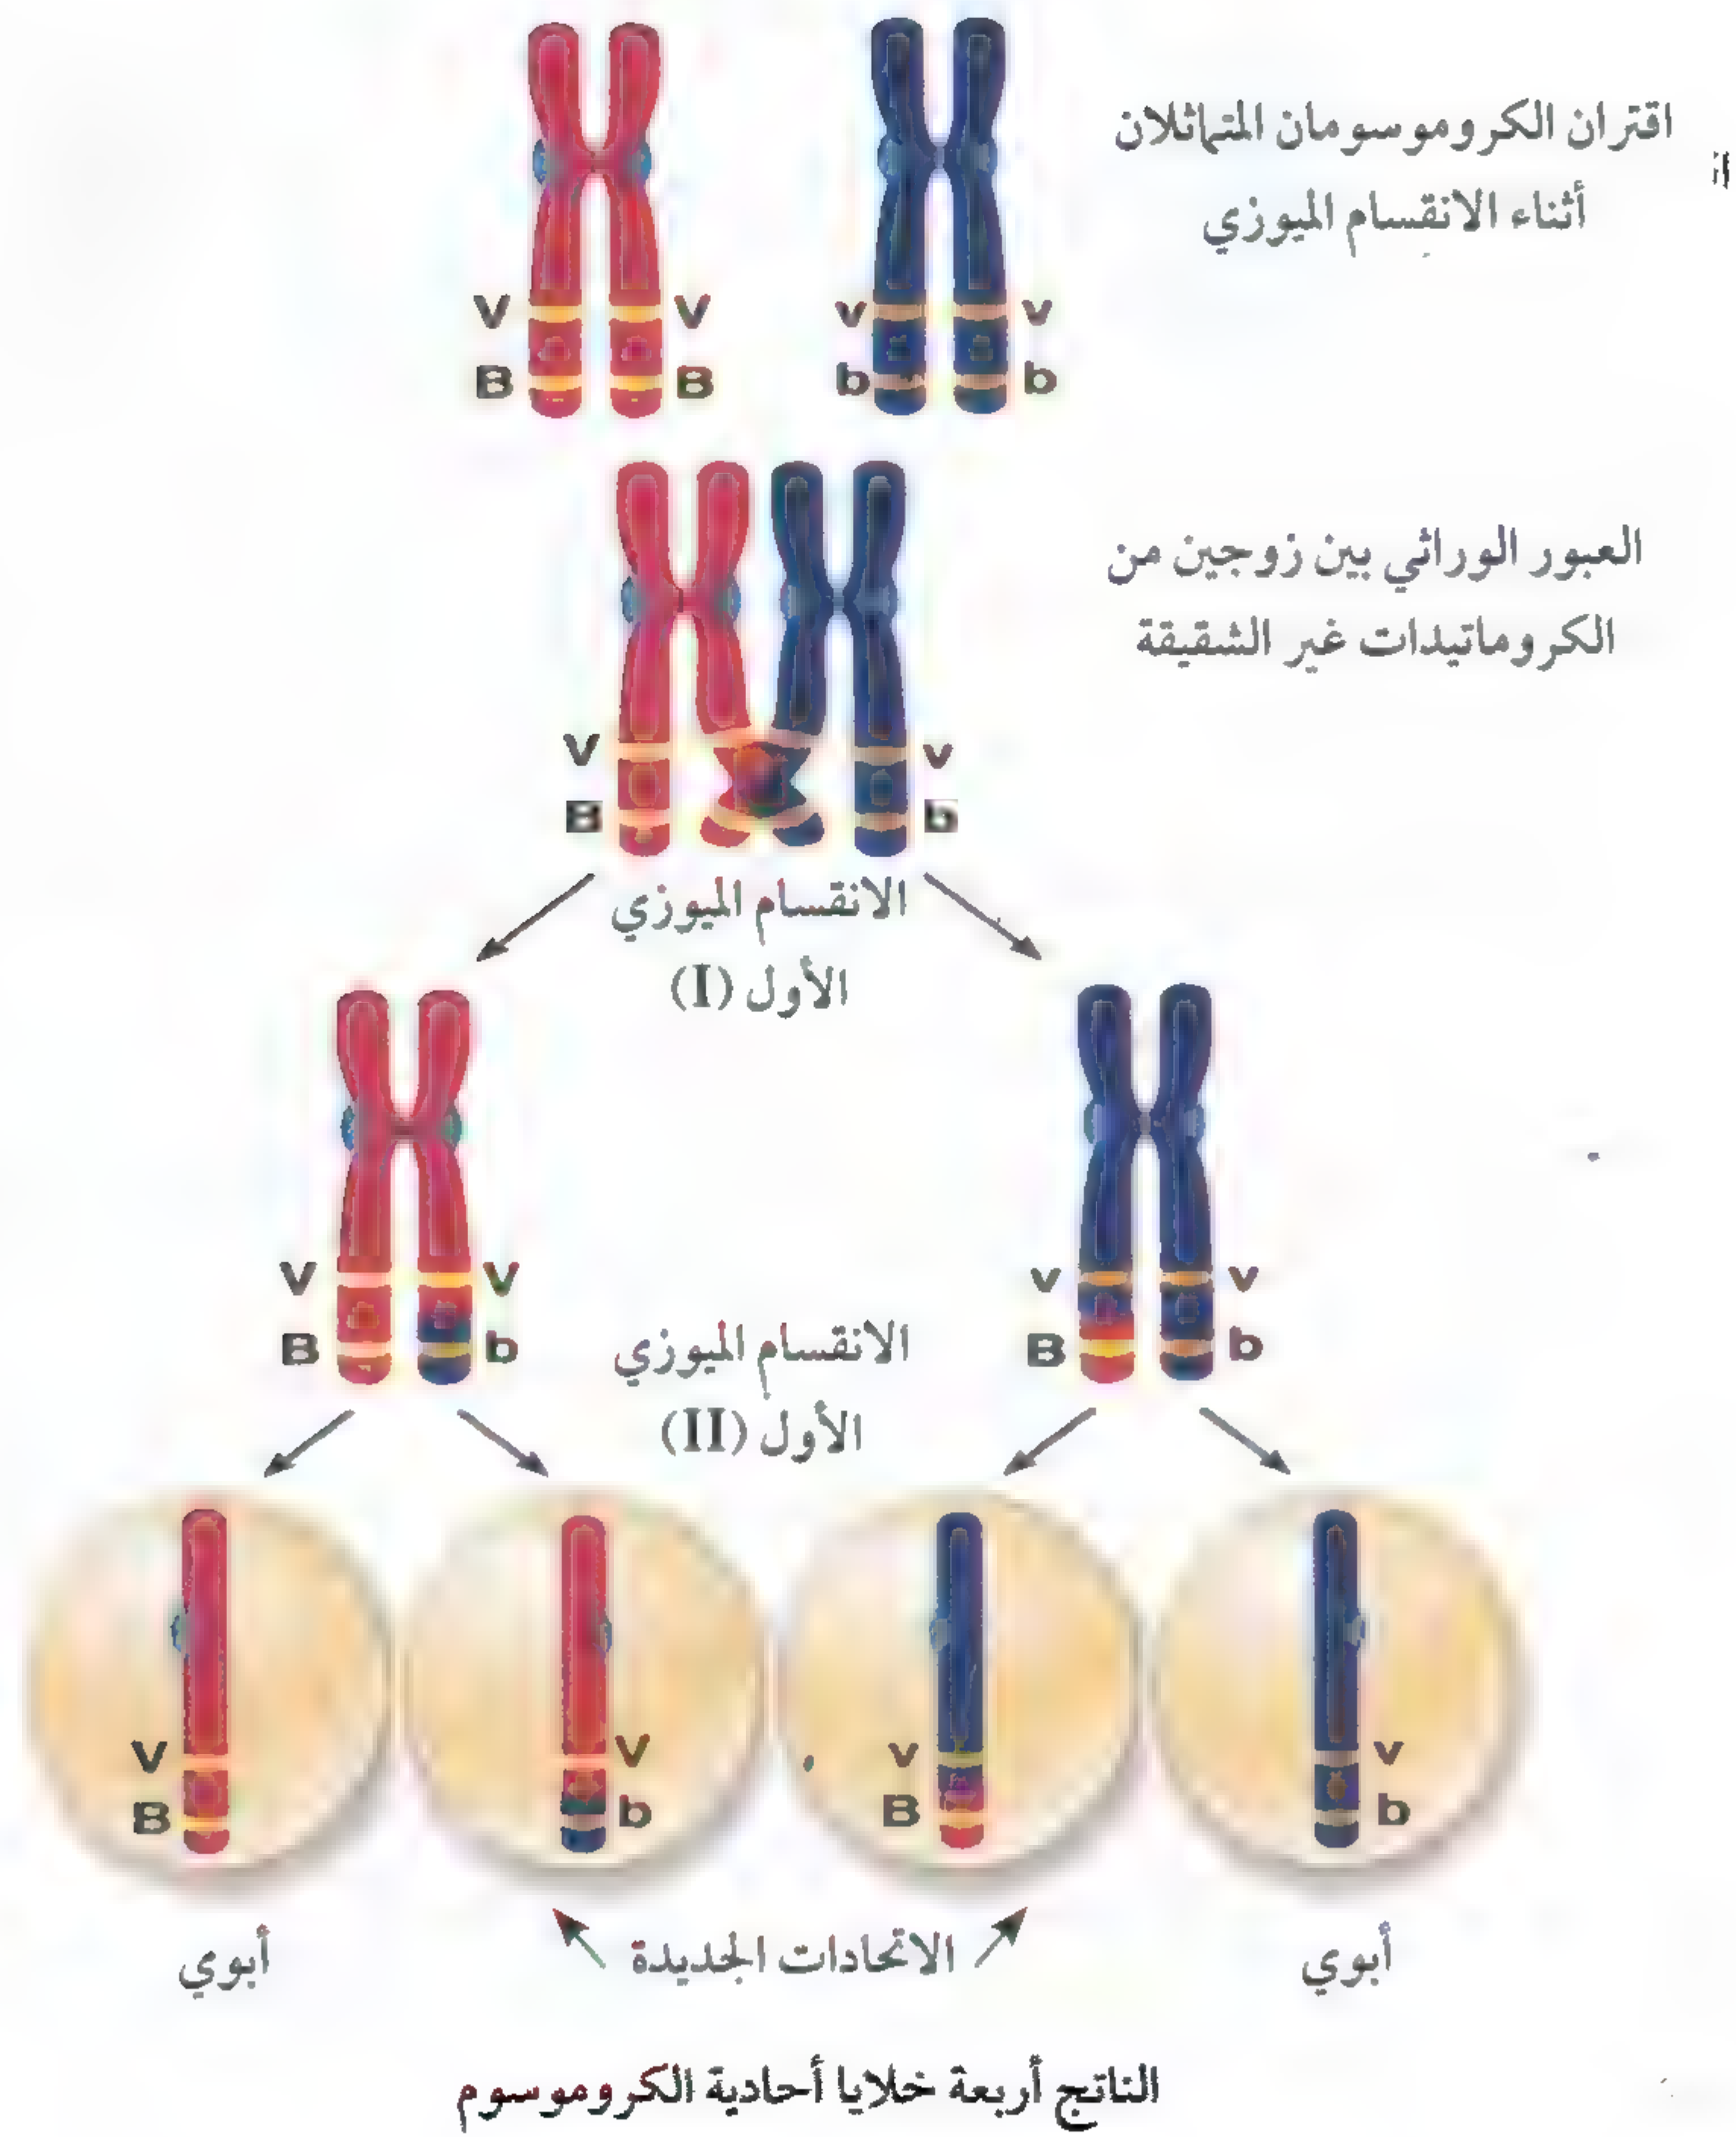 اقتران الكروموسومان المتماثلان
أثناء الانقسام الميوزي
V V v v
B B b b
العبور الوراثي بين زوجين من
الكروماتيدات غير الشقيقة
V v
B b
الانقسام الميوزي
الأول (I)
V V v v
B b B b
الانقسام الميوزي
الأول (II)
V V v v
B b B b
أبوي
الاتحادات الجديدة
أبوي
الناتج أربعة خلايا أحادية الكروموسوم